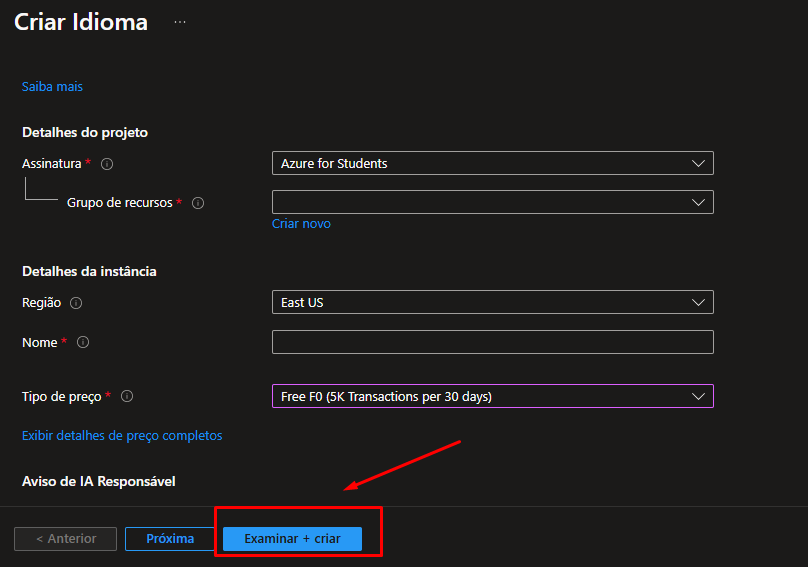 Criar Idioma ...
Saiba mais
Detalhes do projeto
Assinatura * Azure for Students
Grupo de recursos *
Criar novo
Detalhes da instância
Região East US
Nome *
Tipo de preço * Free F0 (5K Transactions per 30 days)
Exibir detalhes de preço completos
Aviso de IA Responsável
< Anterior Próxima Examinar + criar